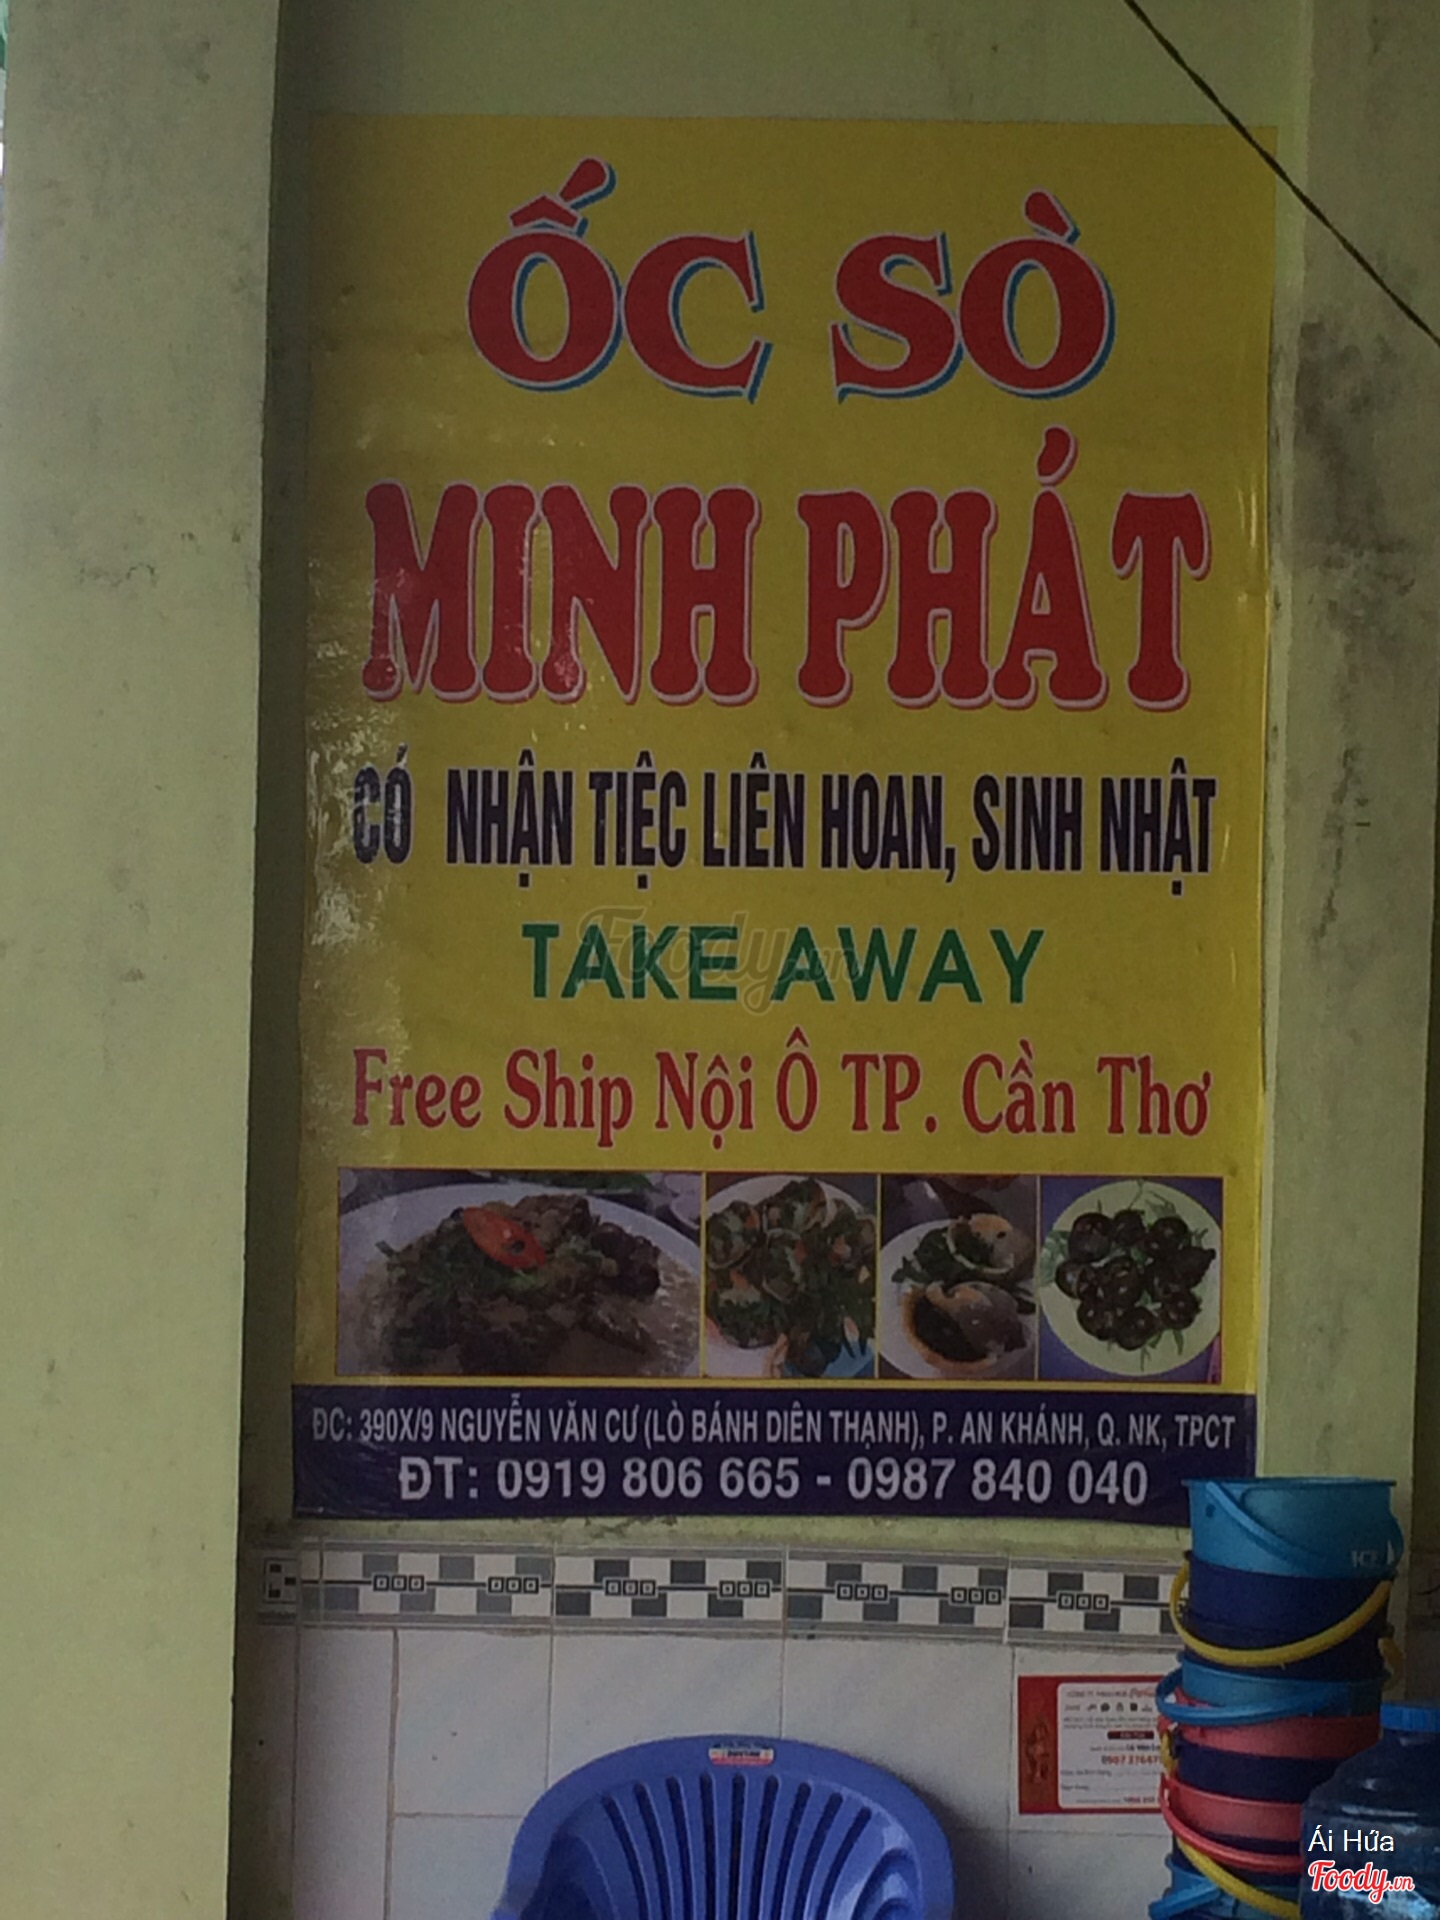 ỐC SÒ
MINH PHÁT
CÓ NHẬN TIỆC LIÊN HOAN, SINH NHẬT
TAKE AWAY
Foody.vn
Free Ship Nội Ô TP. Cần Thơ
ĐC: 390X/9 NGUYỄN VĂN CƯ (LÒ BÁNH DIÊN THẠNH), P. AN KHÁNH, Q. NK, TPCT
ĐT: 0919 806 665 - 0987 840 040
Ái Hứa
Foody.vn